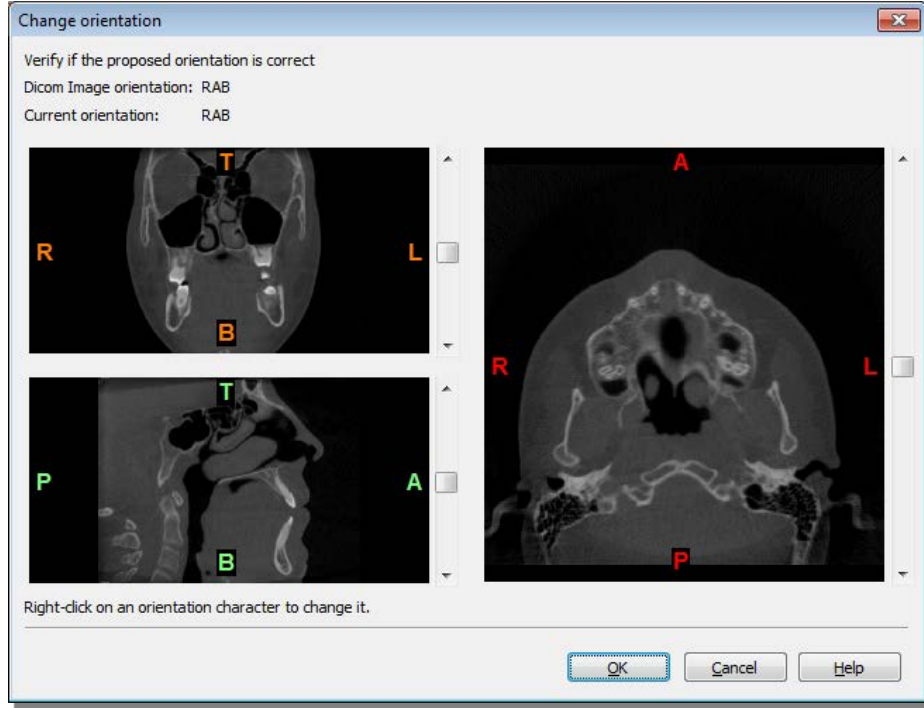 Change orientation
Verify if the proposed orientation is correct
Dicom Image orientation: RAB
Current orientation: RAB
T
R
L
B
T
P
A
B
A
R
L
P
Right-click on an orientation character to change it.
OK
Cancel
Help